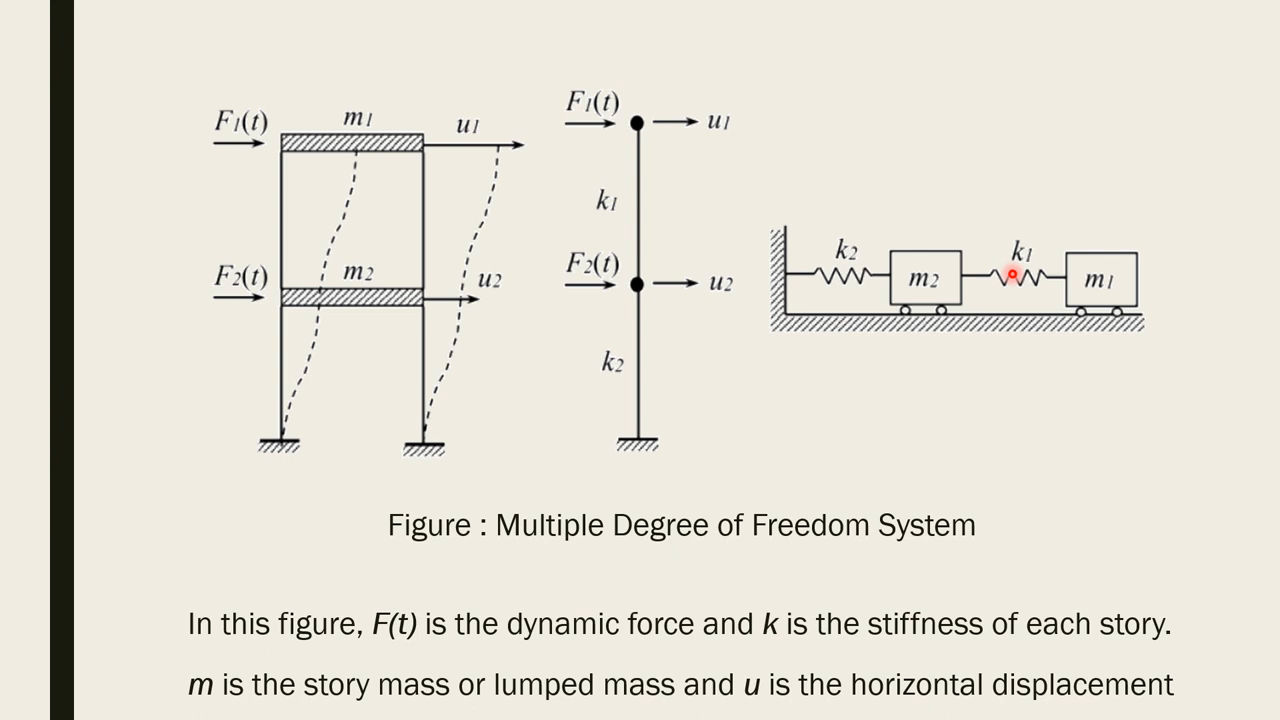 F1(t)
m1
u1
F2(t)
m2
u2
F1(t)
u1
k1
F2(t)
u2
k2
k2
m2
k1
m1
Figure : Multiple Degree of Freedom System
In this figure, F(t) is the dynamic force and k is the stiffness of each story.
m is the story mass or lumped mass and u is the horizontal displacement